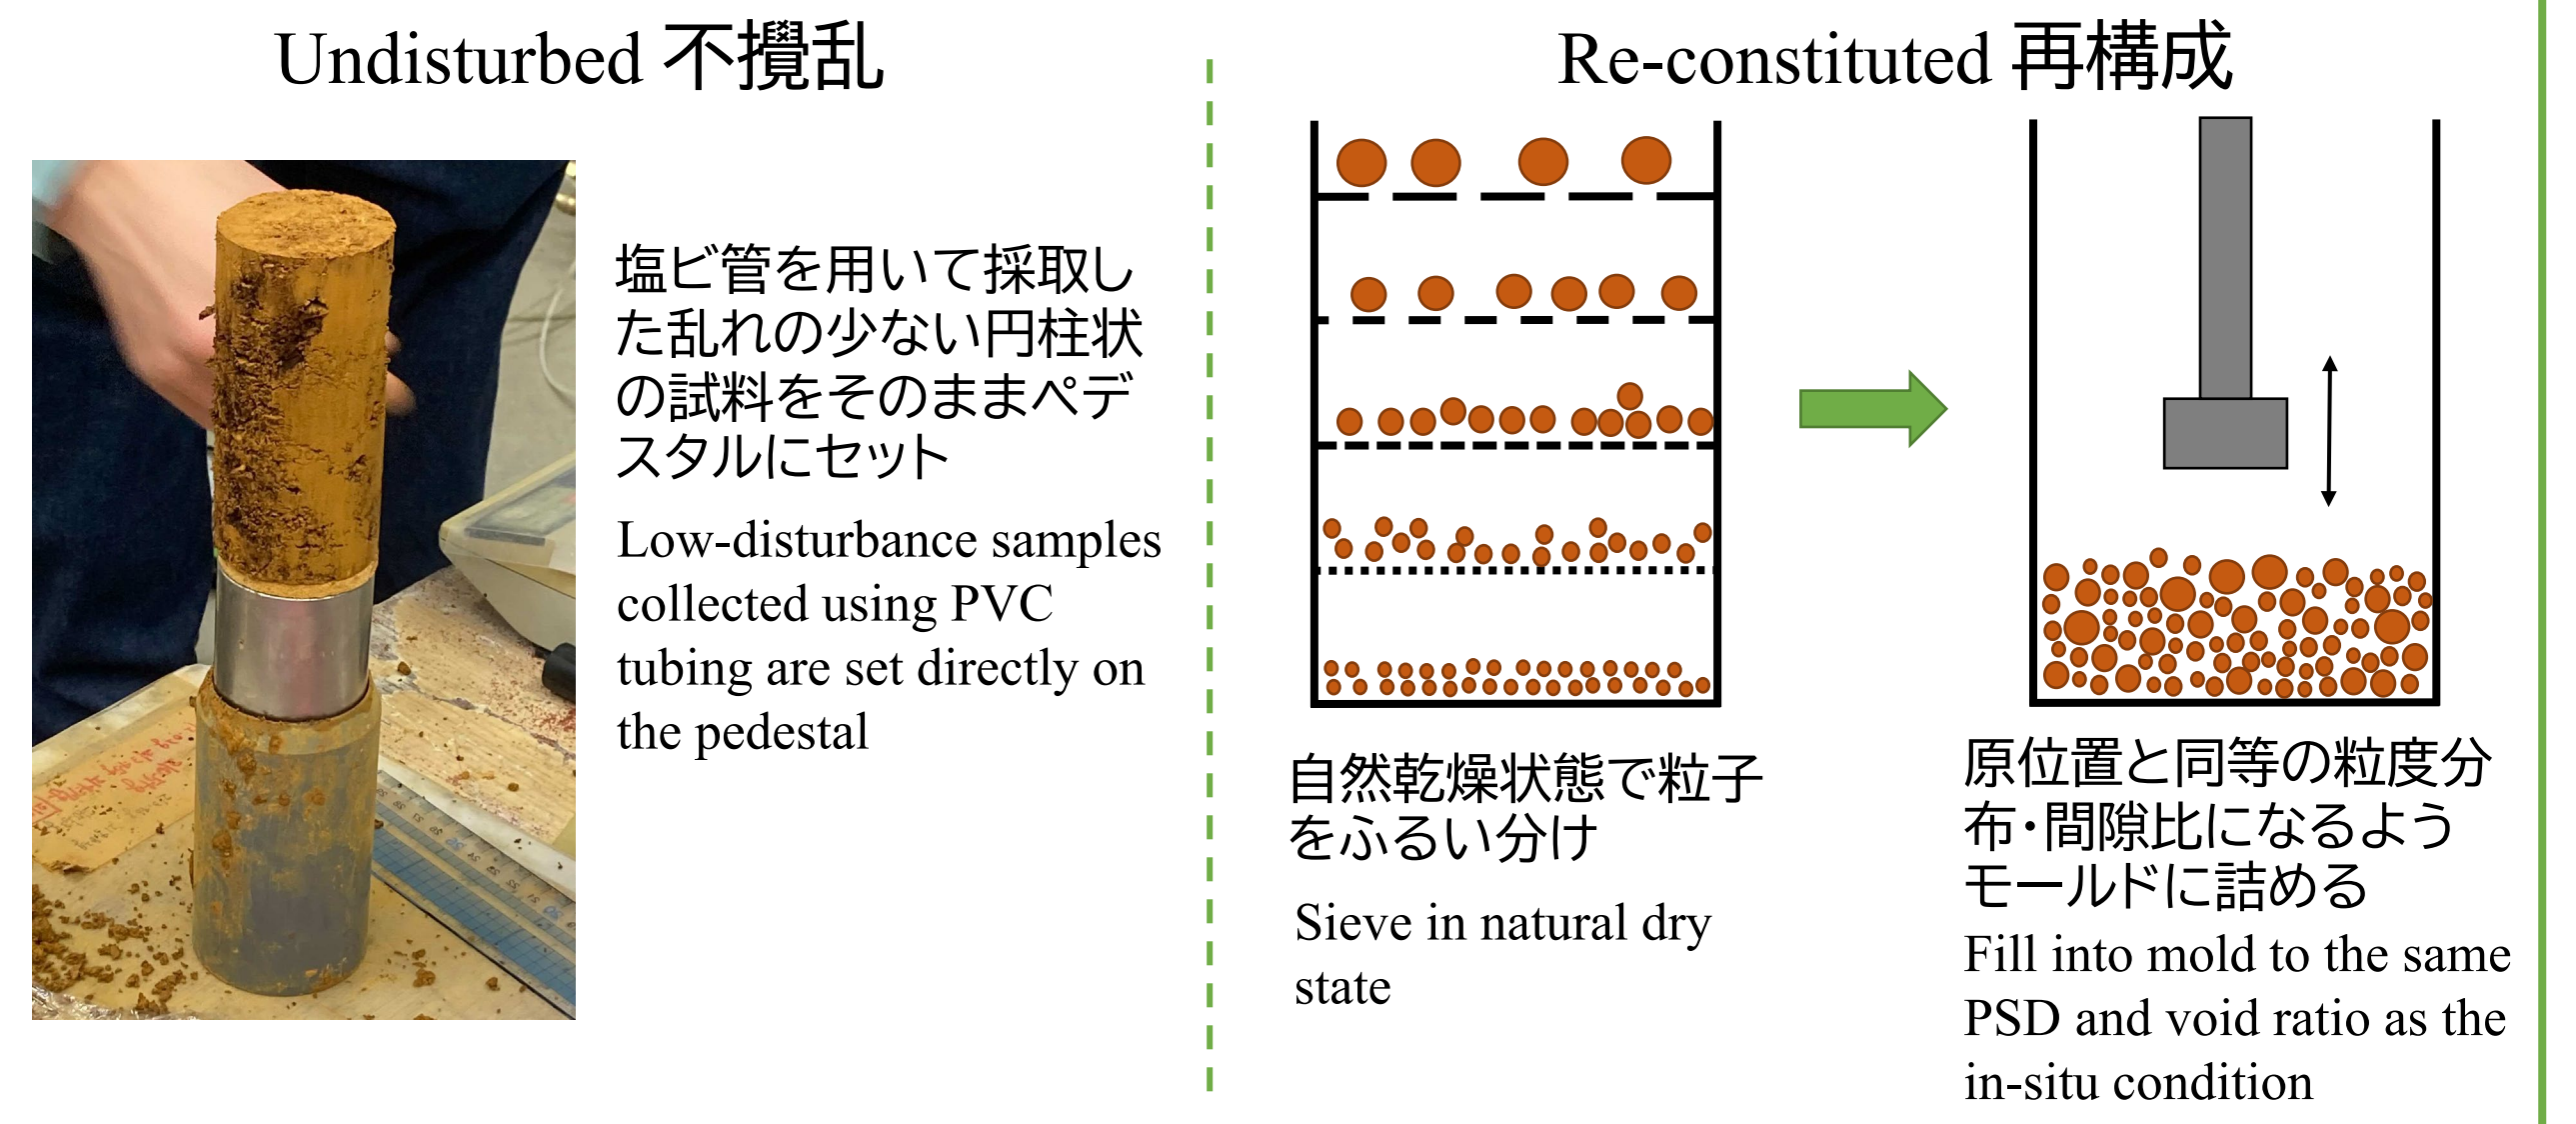 Undisturbed 不攪乱
塩ビ管を用いて採取し
た乱れの少ない円柱状
の試料をそのままペデ
スタルにセット
Low-disturbance samples
collected using PVC
tubing are set directly on
the pedestal
Re-constituted 再構成
自然乾燥状態で粒子
をふるい分け
Sieve in natural dry
state
原位置と同等の粒度分
布・間隙比になるよう
モールドに詰める
Fill into mold to the same
PSD and void ratio as the
in-situ condition